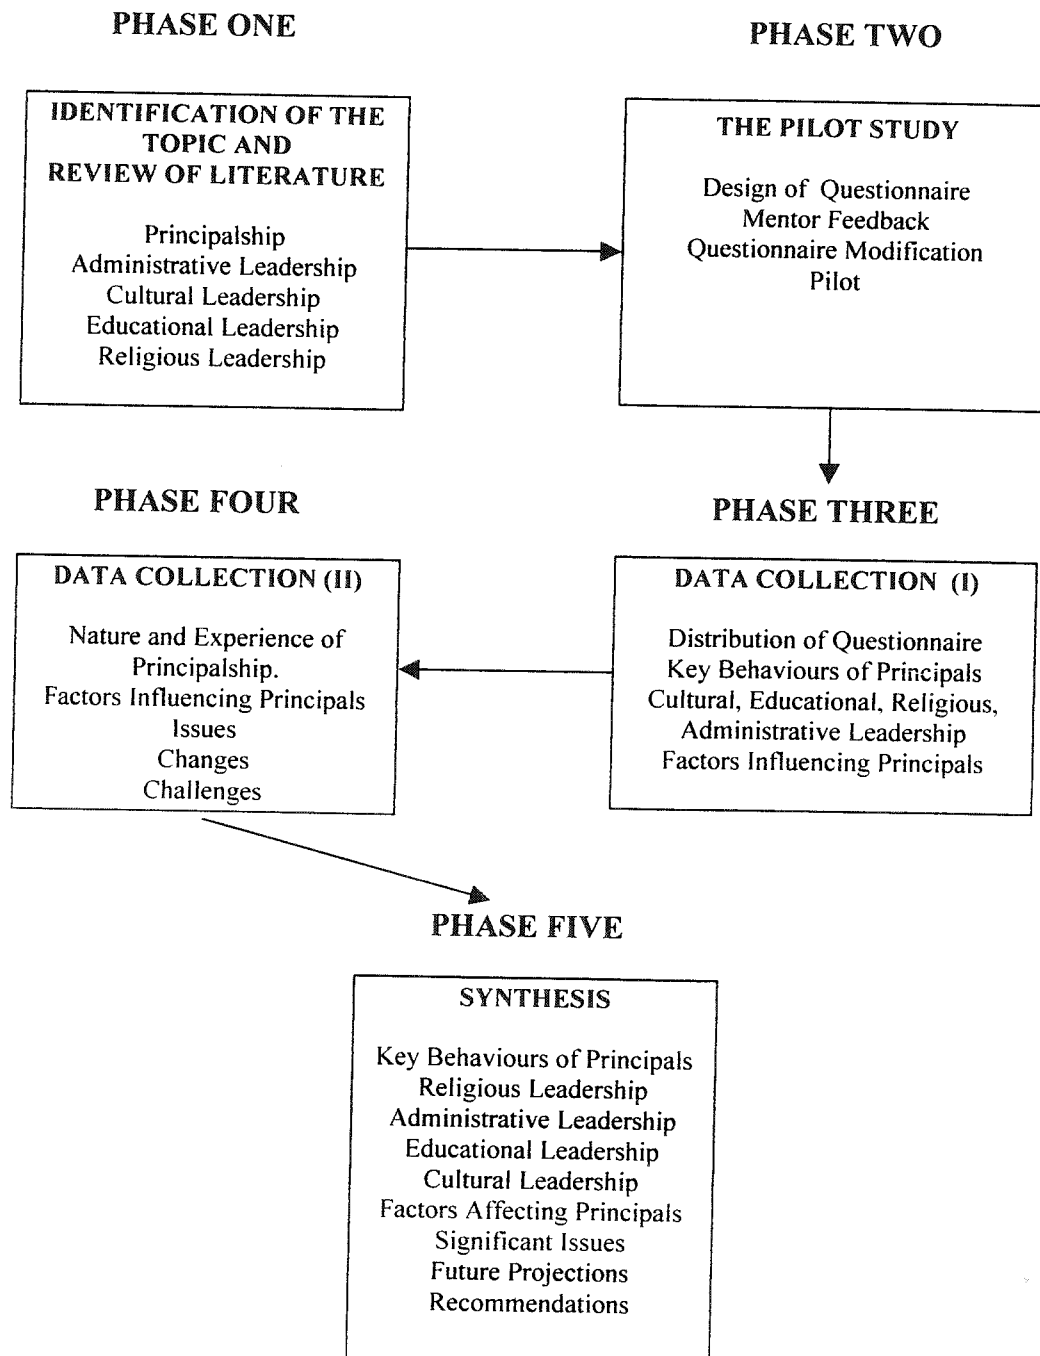 PHASE ONE
IDENTIFICATION OF THE
TOPIC AND
REVIEW OF LITERATURE
Principalship
Administrative Leadership
Cultural Leadership
Educational Leadership
Religious Leadership
PHASE TWO
THE PILOT STUDY
Design of Questionnaire
Mentor Feedback
Questionnaire Modification
Pilot
PHASE THREE
DATA COLLECTION (I)
Distribution of Questionnaire
Key Behaviours of Principals
Cultural, Educational, Religious,
Administrative Leadership
Factors Influencing Principals
PHASE FOUR
DATA COLLECTION (II)
Nature and Experience of
Principalship.
Factors Influencing Principals
Issues
Changes
Challenges
PHASE FIVE
SYNTHESIS
Key Behaviours of Principals
Religious Leadership
Administrative Leadership
Educational Leadership
Cultural Leadership
Factors Affecting Principals
Significant Issues
Future Projections
Recommendations